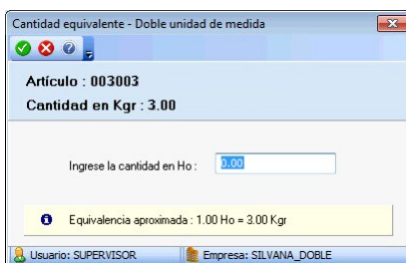 Cantidad equivalente - Doble unidad de medida
Artículo : 003003
Cantidad en Kgr : 3.00
Ingrese la cantidad en Ho : 0.00
Equivalencia aproximada : 1.00 Ho = 3.00 Kgr
Usuario: SUPERVISOR Empresa: SILVANA_DOBLE